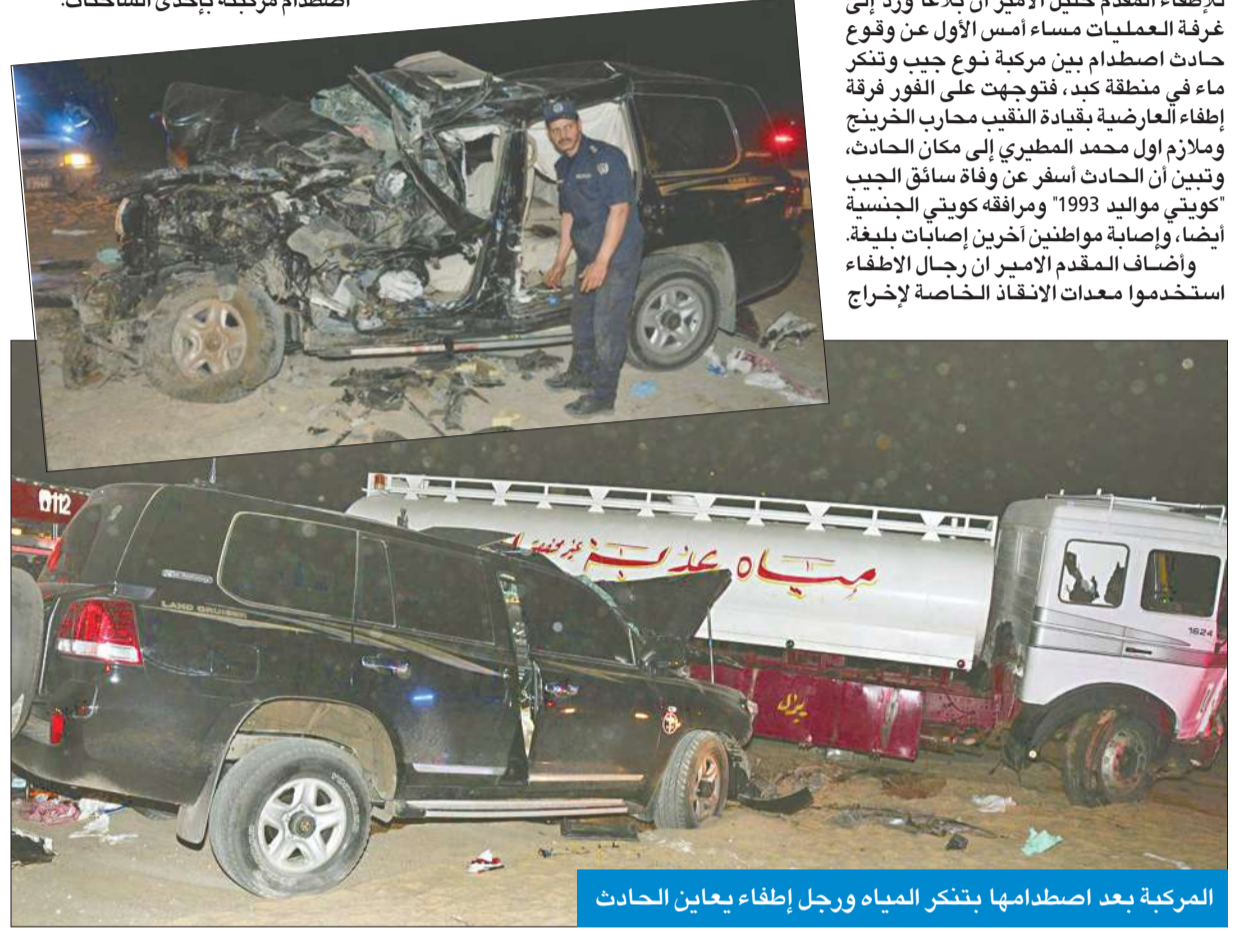 للإطفاء المقدم خليل الامير ان بلاغا ورد إلى
غرفة العمليات مساء أمس الأول عن وقوع
حادث اصطدام بين مركبة نوع جيب وتنكر
ماء في منطقة كبد، فتوجهت على الفور فرقة
إطفاء العارضية بقيادة النقيب محارب الخرينج
وملازم اول محمد المطيري إلى مكان الحادث،
وتبين أن الحادث أسفر عن وفاة سائق الجيب
"كويتي مواليد 1993" ومرافقه كويتي الجنسية
أيضا، وإصابة مواطنين آخرين إصابات بليغة.
وأضاف المقدم الامير ان رجال الاطفاء
استخدموا معدات الانقاذ الخاصة لإخراج
اصطدام مركبته بإحدى الشاحنات.
112
مياه عذبة غير مخصصة
LAND CRUISER
1624
المركبة بعد اصطدامها بتنكر المياه ورجل إطفاء يعاين الحادث